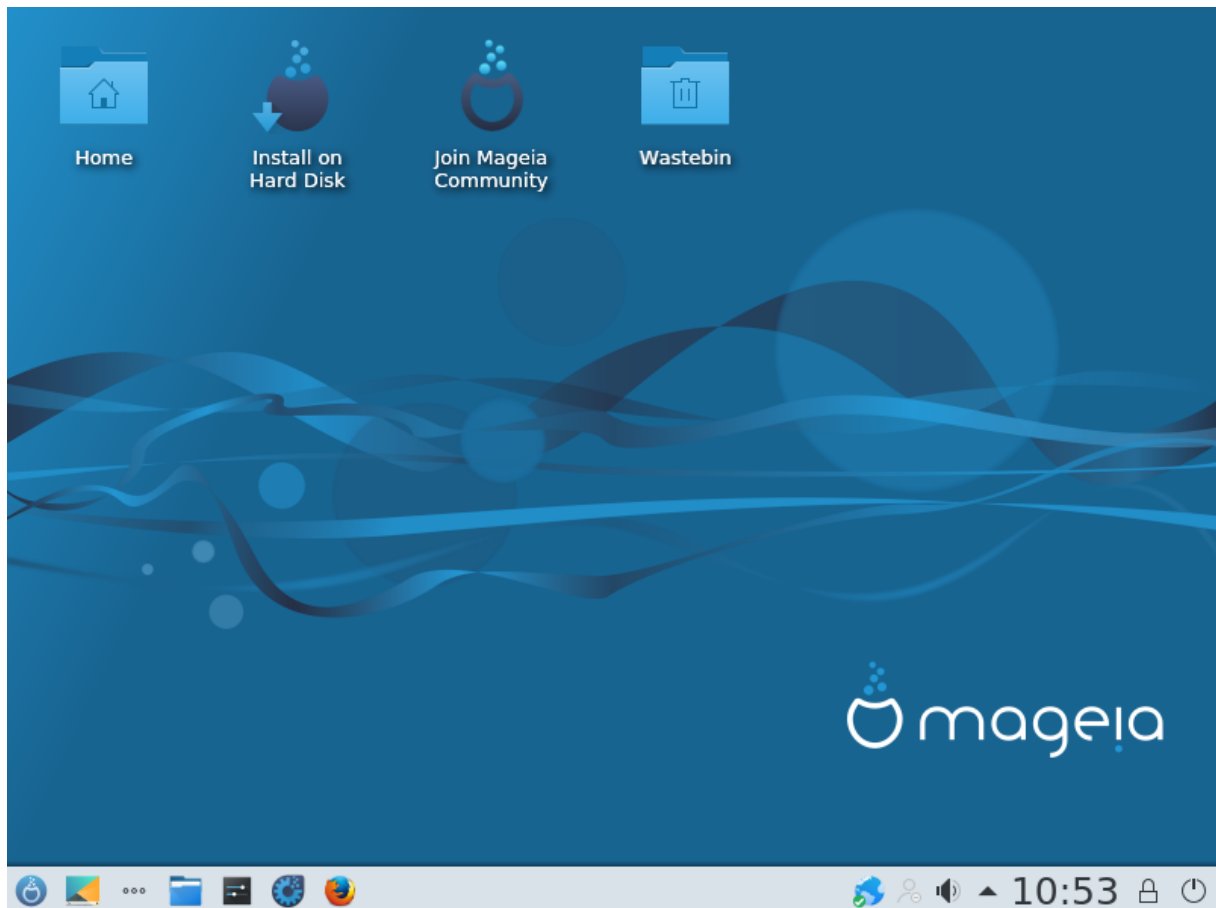 Home
Install on
Hard Disk
Join Mageia
Community
Wastebin
mageia
10:53